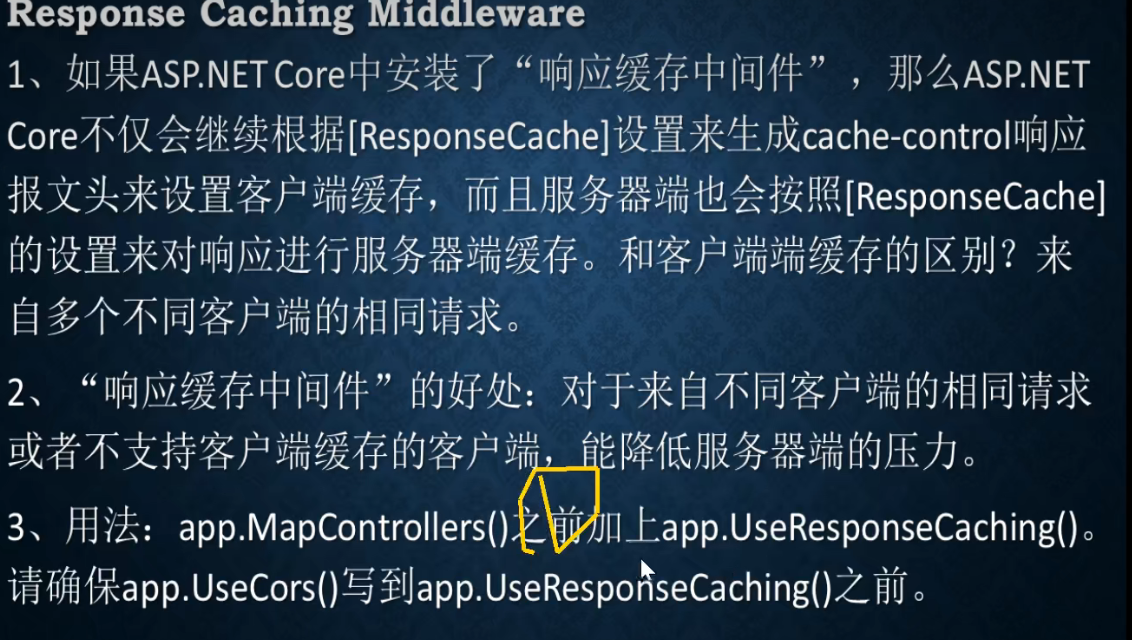 Response Caching Middleware
1、如果ASP.NET Core中安装了“响应缓存中间件”，那么ASP.NET
Core不仅会继续根据[ResponseCache]设置来生成cache-control响应
报文头来设置客户端缓存，而且服务器端也会按照[ResponseCache]
的设置来对响应进行服务器端缓存。和客户端端缓存的区别？来
自多个不同客户端的相同请求。
2、“响应缓存中间件”的好处：对于来自不同客户端的相同请求
或者不支持客户端缓存的客户端，能降低服务器端的压力。
3、用法：app.MapControllers()之前加上app.UseResponseCaching()。
请确保app.UseCors()写到app.UseResponseCaching()之前。